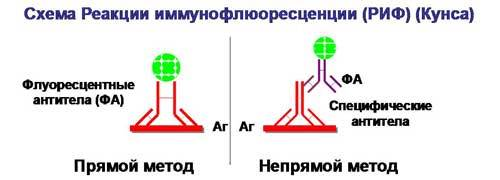 Схема Реакции иммунофлюоресценции (РИФ) (Кунса)
Флуоресцентные
антитела (ФА)
Аг
Аг
ФА
Специфические
антитела
Прямой метод
Непрямой метод